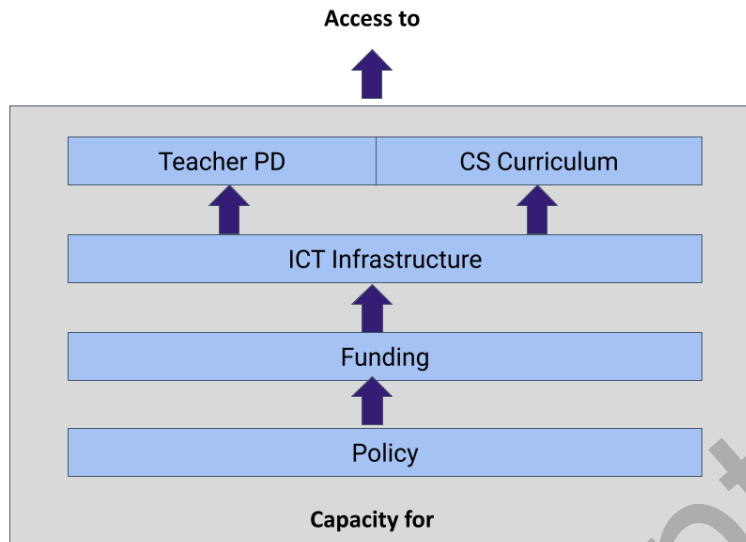 Access to
Teacher PD
CS Curriculum
ICT Infrastructure
Funding
Policy
Capacity for